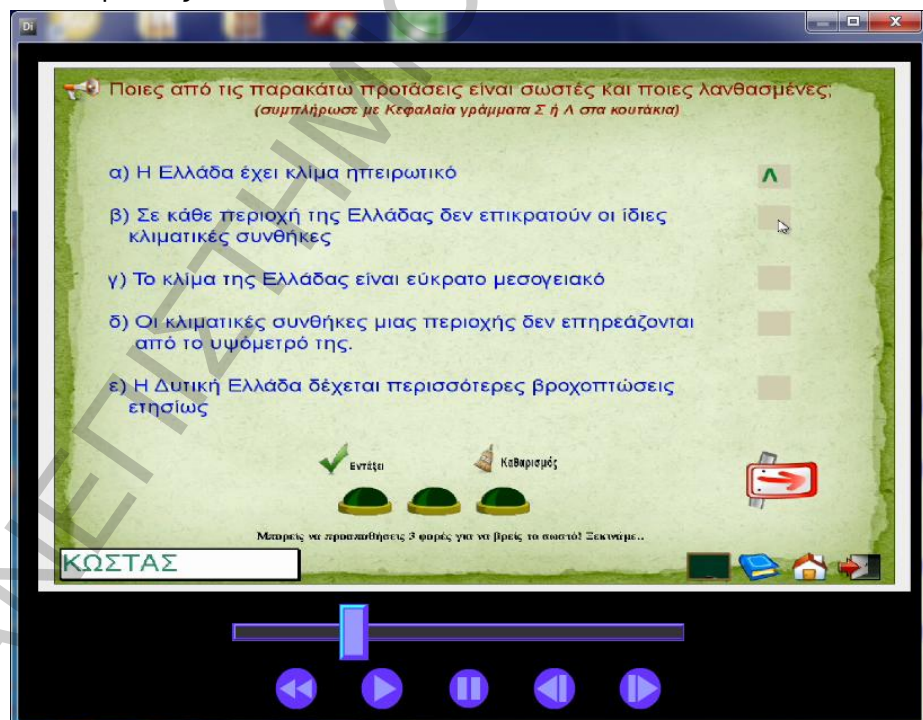 Di
Ποιες από τις παρακάτω προτάσεις είναι σωστές και ποιες λανθασμένες;
(συμπλήρωσε με Κεφαλαία γράμματα Σ ή Λ στα κουτάκια)
α) Η Ελλάδα έχει κλίμα ηπειρωτικό
Λ
β) Σε κάθε περιοχή της Ελλάδας δεν επικρατούν οι ίδιες
κλιματικές συνθήκες
γ) Το κλίμα της Ελλάδας είναι εύκρατο μεσογειακό
δ) Οι κλιματικές συνθήκες μιας περιοχής δεν επηρεάζονται
από το υψόμετρό της.
ε) Η Δυτική Ελλάδα δέχεται περισσότερες βροχοπτώσεις
ετησίως
Εντάξει
Καθαρισμός
Μπορείς να προσπαθήσεις 3 φορές για να βρείς το σωστό! Ξεκινάμε..
ΚΩΣΤΑΣ